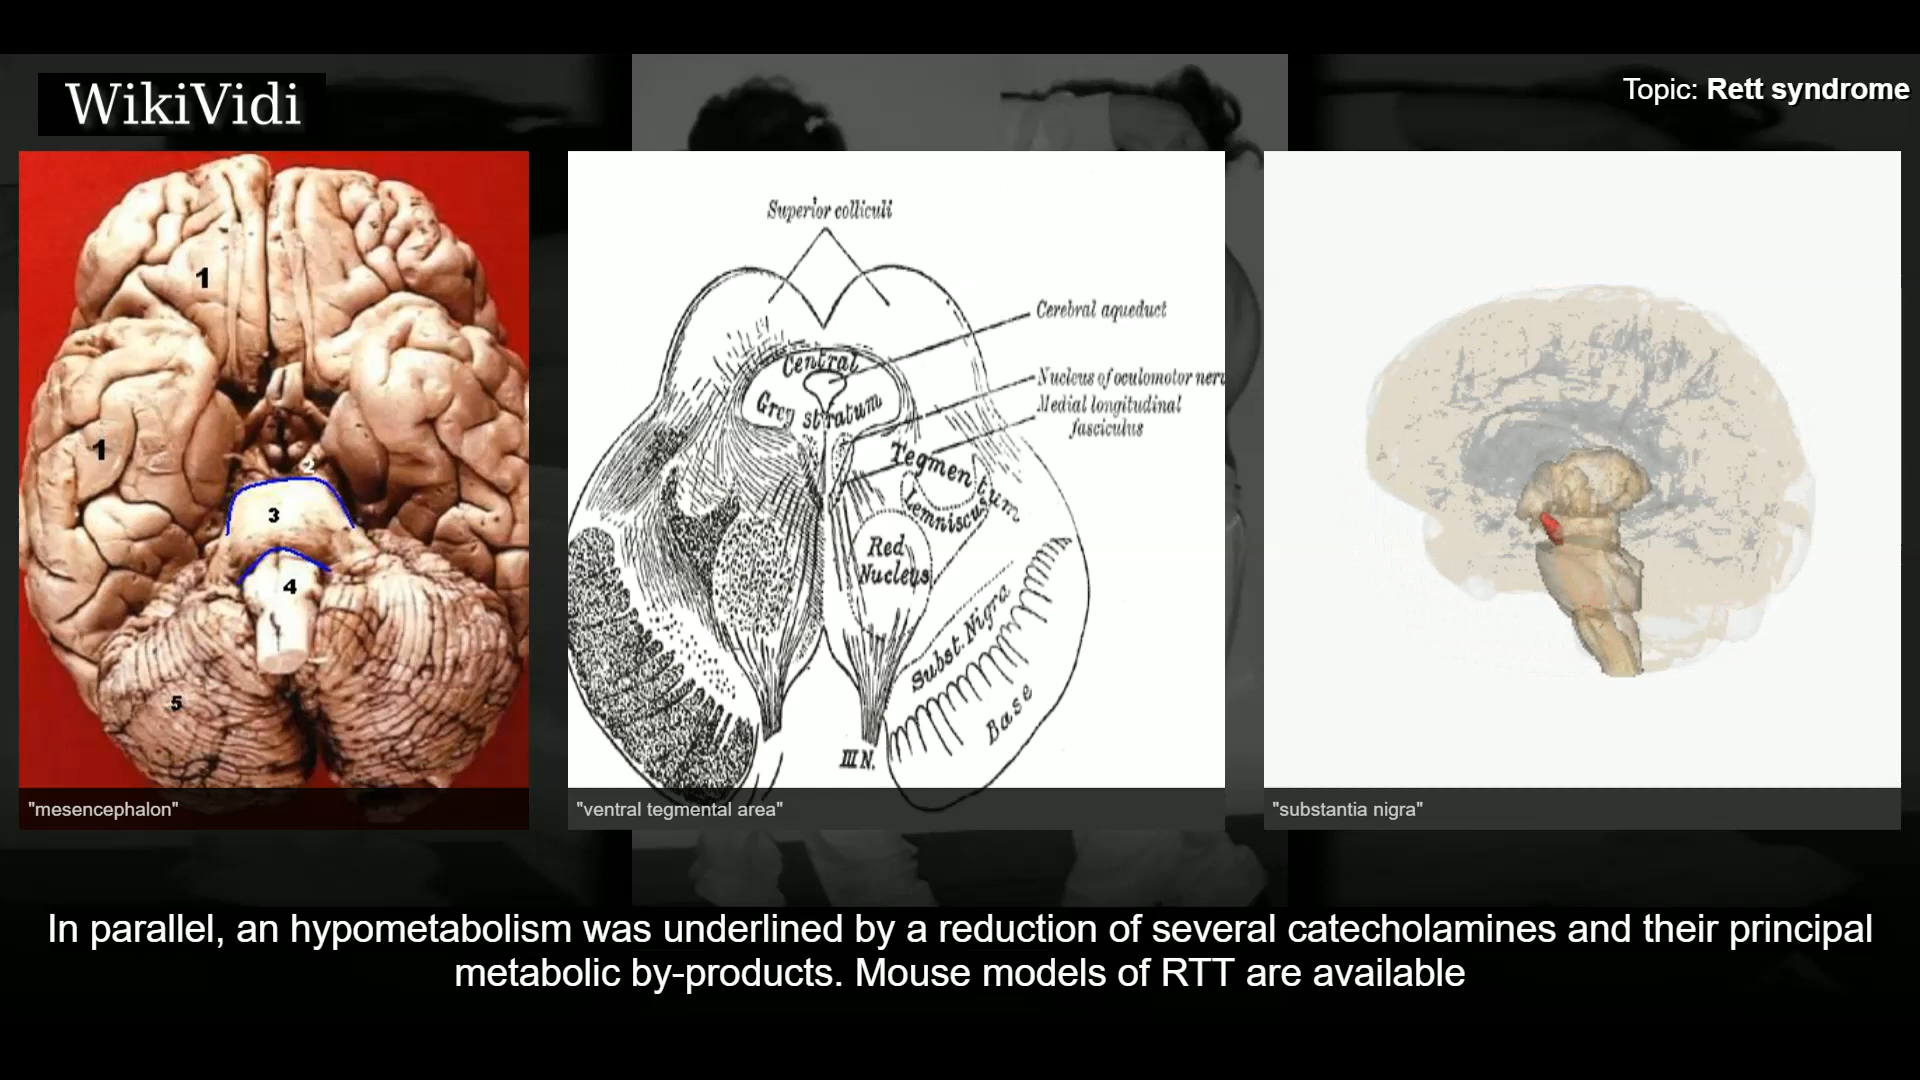 WikiVidi
Topic: Rett syndrome
1
1
2
3
4
5
"mesencephalon"
Superior colliculi
Cerebral aqueduct
Nucleus of oculomotor nerv
Medial longitudinal
fasciculus
Central
Grey stratum
Tegmentum
Lemniscus
Red
Nucleus
Subst. Nigra
Base
III N.
"ventral tegmental area"
"substantia nigra"
In parallel, an hypometabolism was underlined by a reduction of several catecholamines and their principal
metabolic by-products. Mouse models of RTT are available